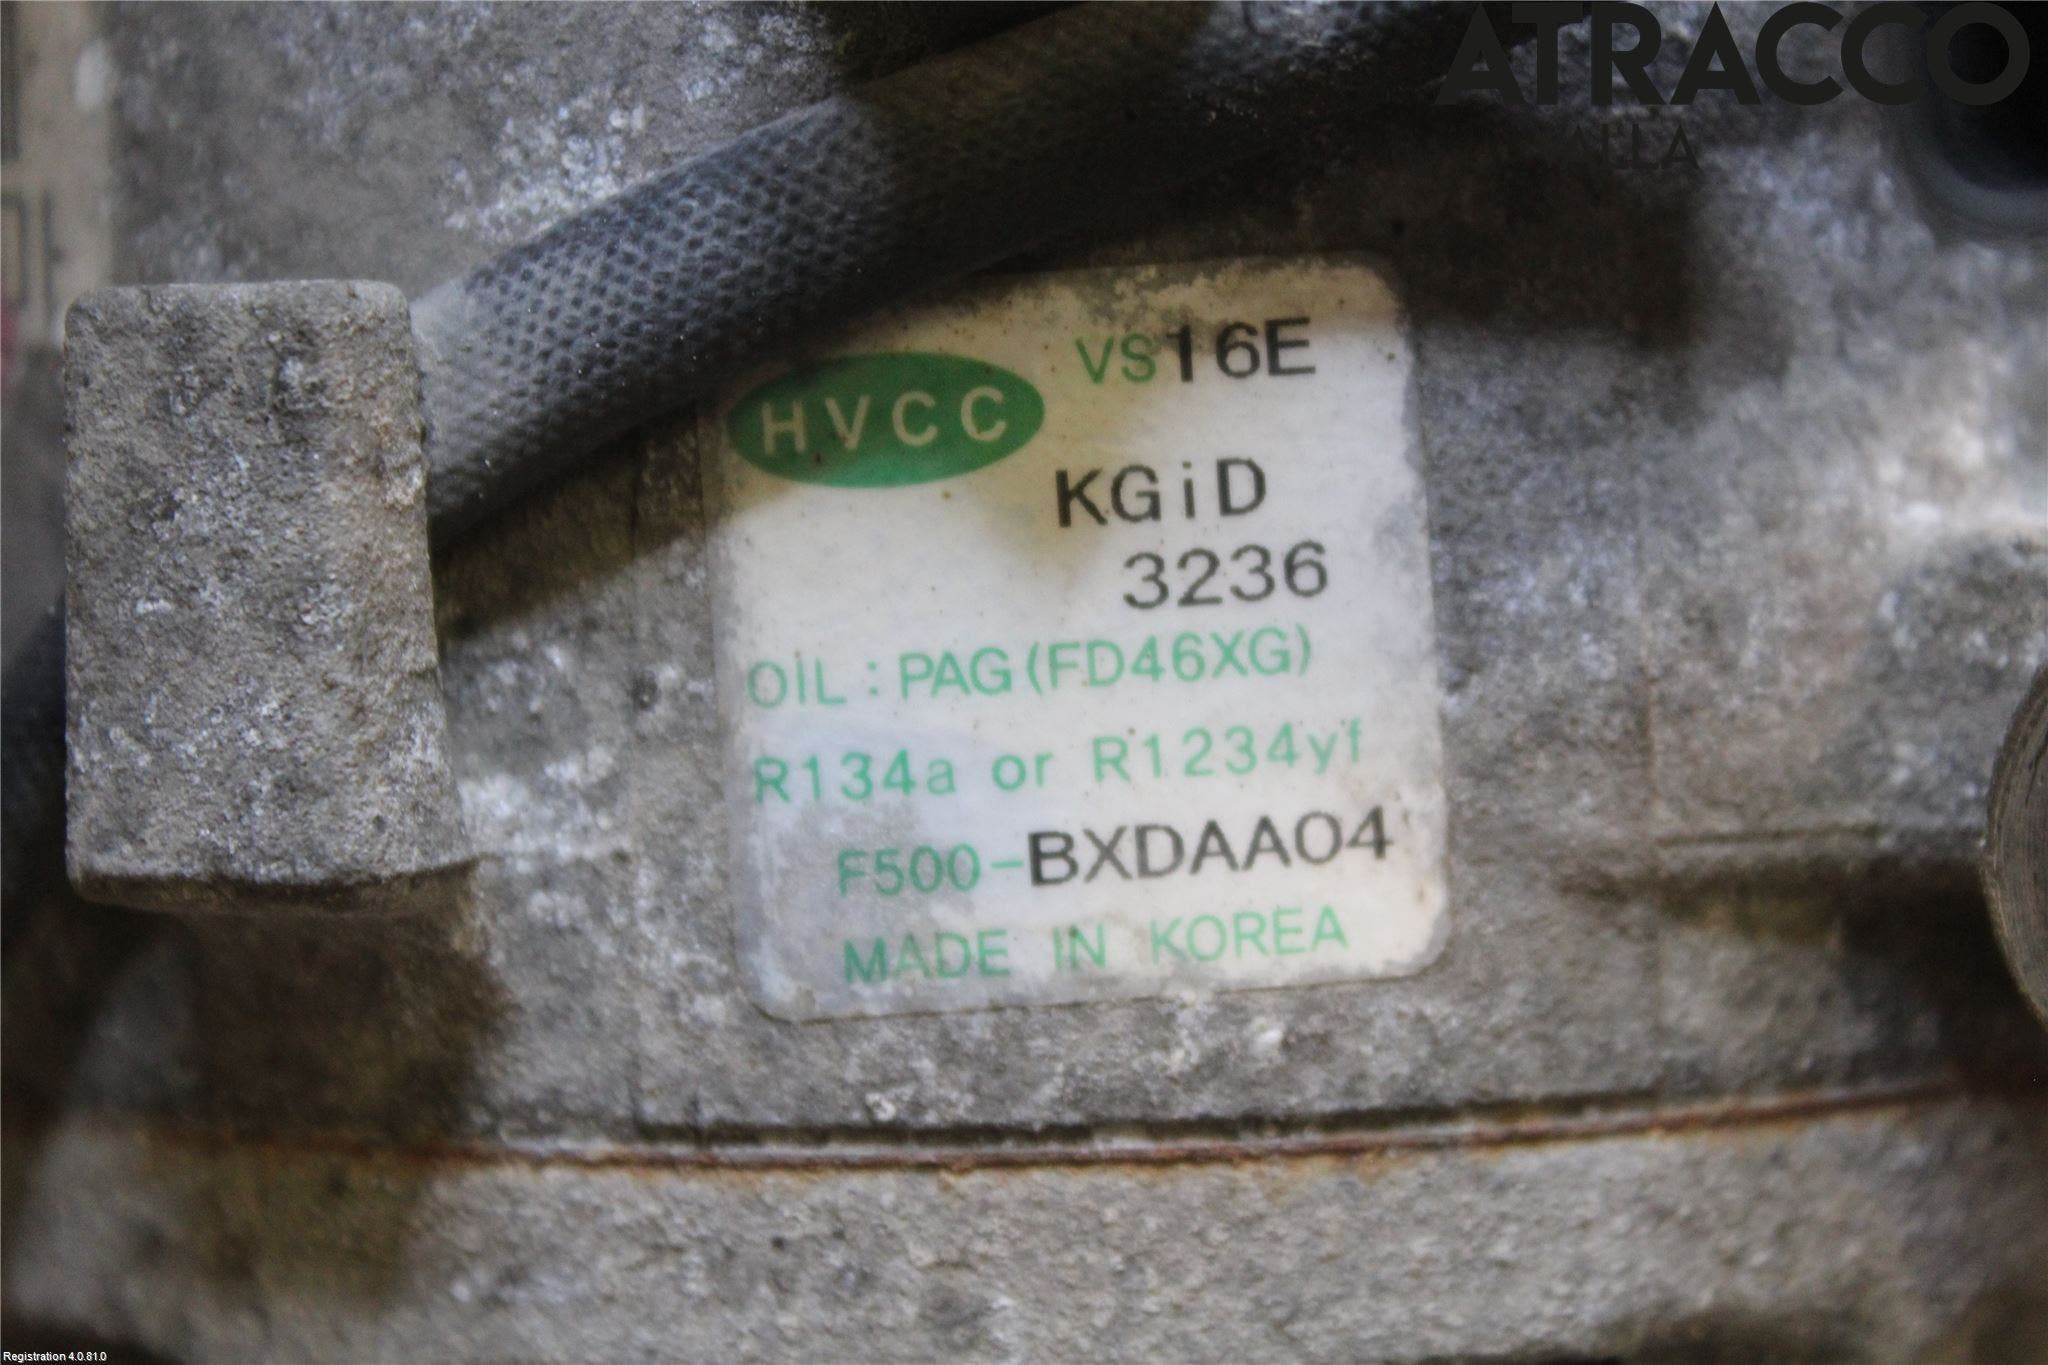 ATRACCO
HVCC
VS16E
KGiD
3236
OIL : PAG (FD46XG)
R134a or R1234yf
F500-BXDAA04
MADE IN KOREA
Registration 4.0.81.0